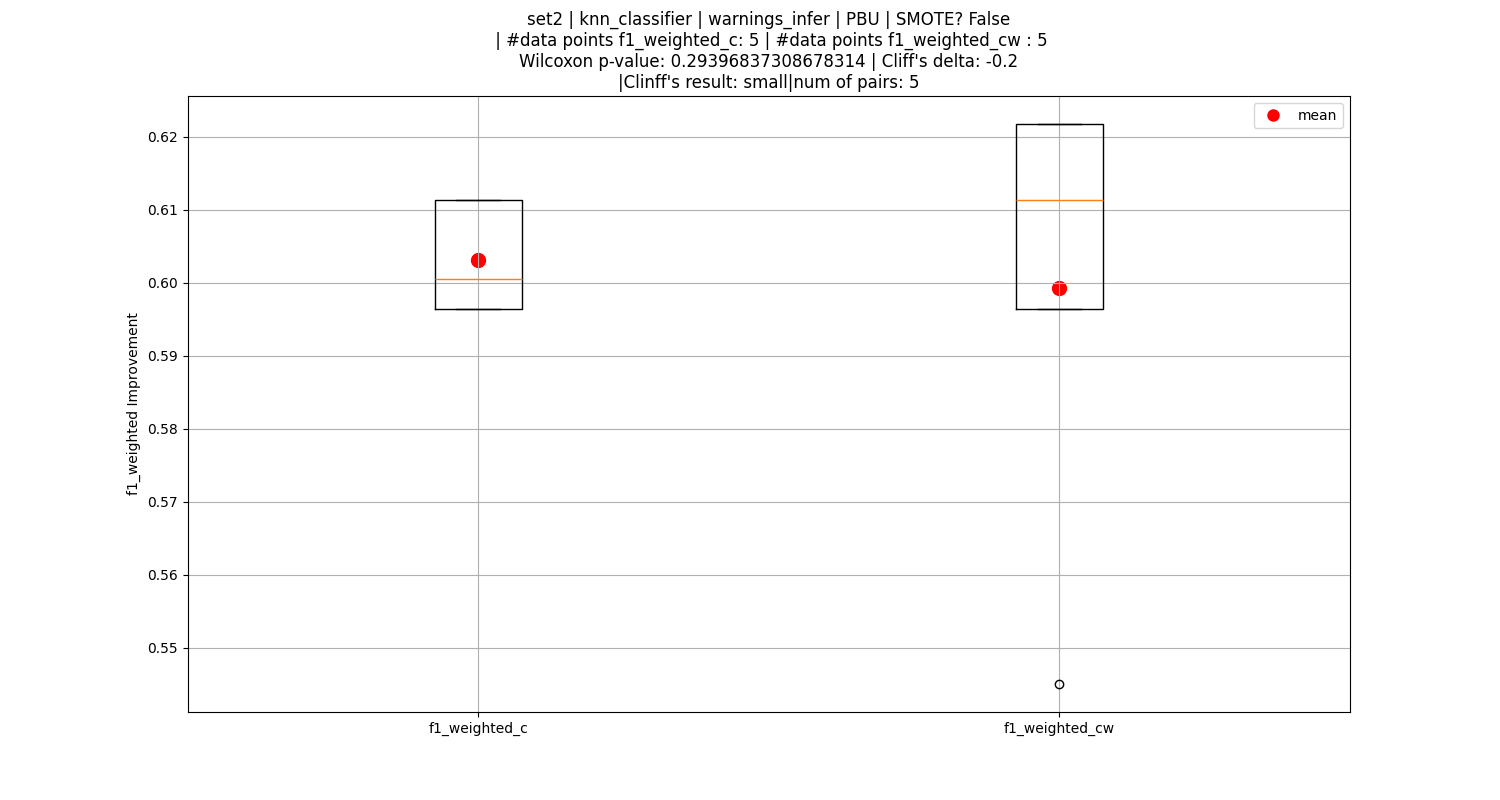 set2 | knn_classifier | warnings_infer | PBU | SMOTE? False
| #data points f1_weighted_c: 5 | #data points f1_weighted_cw : 5
Wilcoxon p-value: 0.29396837308678314 | Cliff's delta: -0.2
|Clinff's result: small|num of pairs: 5
mean
0.62
0.61
0.60
0.59
0.58
0.57
0.56
0.55
f1_weighted Improvement
f1_weighted_c
f1_weighted_cw